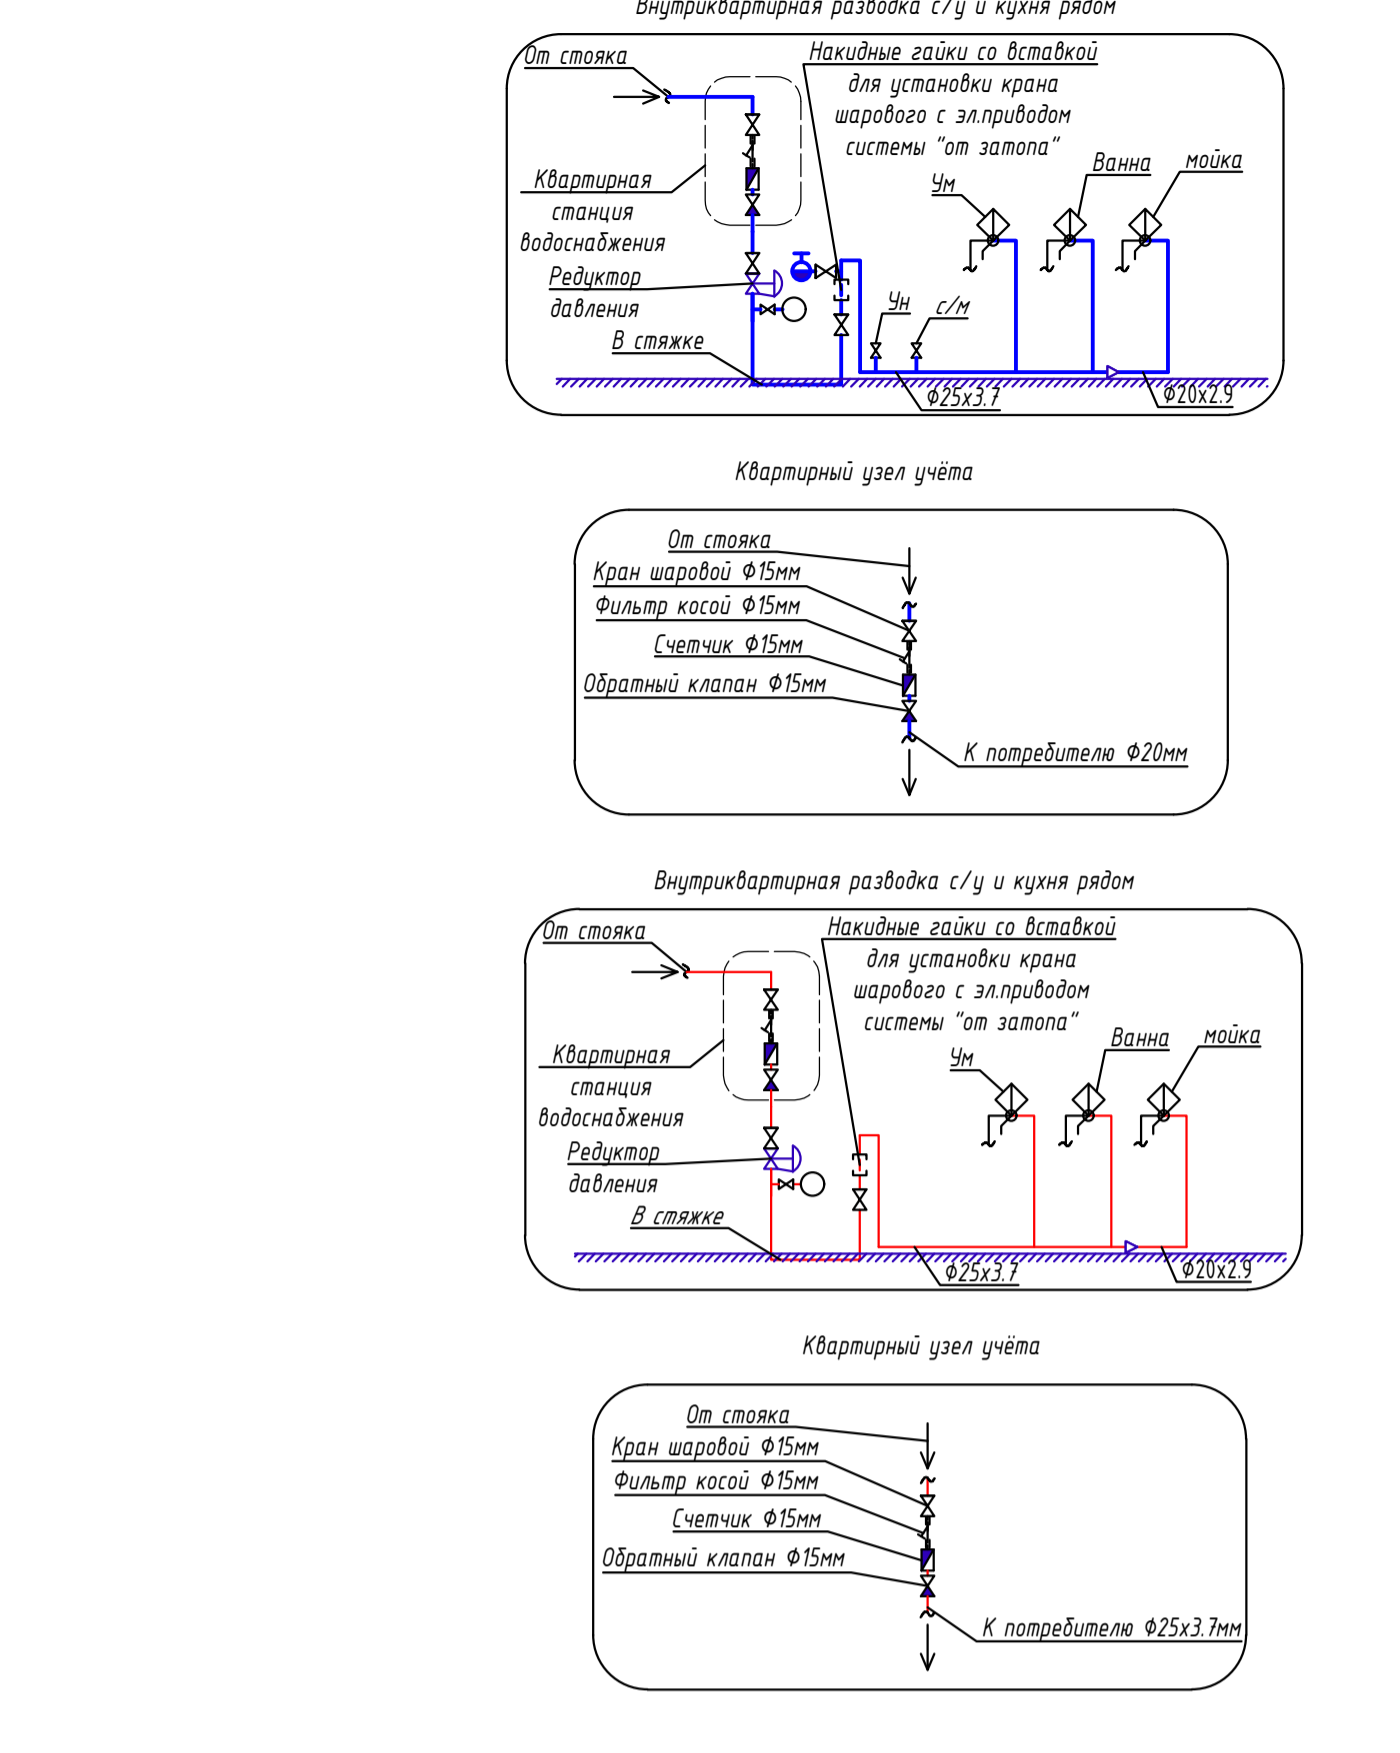 Внутриквартирная разводка с/у и кухня рядом
От стояка
Накидные гайки со вставкой
для установки крана
шарового с эл.приводом
системы "от затопа"
Квартирная
станция
водоснабжения
Редуктор
давления
В стяжке
Ум
Ванна
мойка
Ун
с/м
Ф25х3.7
Ф20х2.9
Квартирный узел учёта
От стояка
Кран шаровой Ф15мм
Фильтр косой Ф15мм
Счетчик Ф15мм
Обратный клапан Ф15мм
К потребителю Ф20мм
Внутриквартирная разводка с/у и кухня рядом
От стояка
Накидные гайки со вставкой
для установки крана
шарового с эл.приводом
системы "от затопа"
Квартирная
станция
водоснабжения
Редуктор
давления
В стяжке
Ум
Ванна
мойка
Ф25х3.7
Ф20х2.9
Квартирный узел учёта
От стояка
Кран шаровой Ф15мм
Фильтр косой Ф15мм
Счетчик Ф15мм
Обратный клапан Ф15мм
К потребителю Ф25х3.7мм